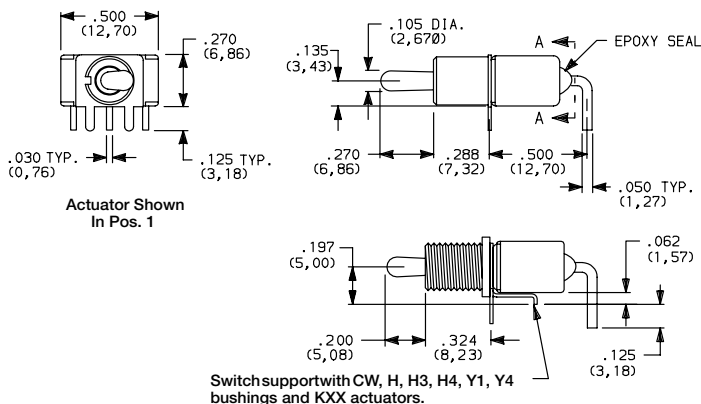 .500
(12,70)
.270
(6,86)
.030 TYP.
(0,76)
.125 TYP.
(3,18)
Actuator Shown
In Pos. 1
.105 DIA.
(2,670)
.135
(3,43)
A
EPOXY SEAL
A
.270
(6,86)
.288
(7,32)
.500
(12,70)
.050 TYP.
(1,27)
.197
(5,00)
.062
(1,57)
.200
(5,08)
.324
(8,23)
.125
(3,18)
Switch support with CW, H, H3, H4, Y1, Y4
bushings and KXX actuators.